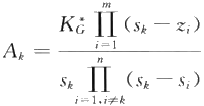 $$A_k = \frac{K_G^* \prod_{i=1}^{m} (s_k - z_i)}{s_k \prod_{i=1, i \neq k}^{n} (s_k - s_i)}$$